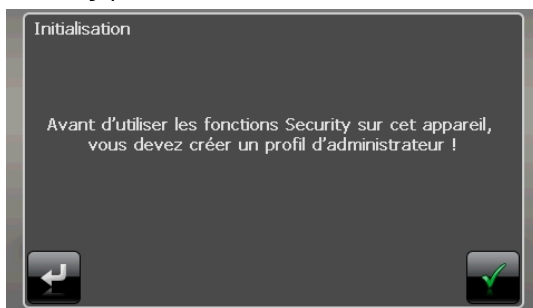 Initialisation
Avant d'utiliser les fonctions Security sur cet appareil,
vous devez créer un profil d'administrateur !